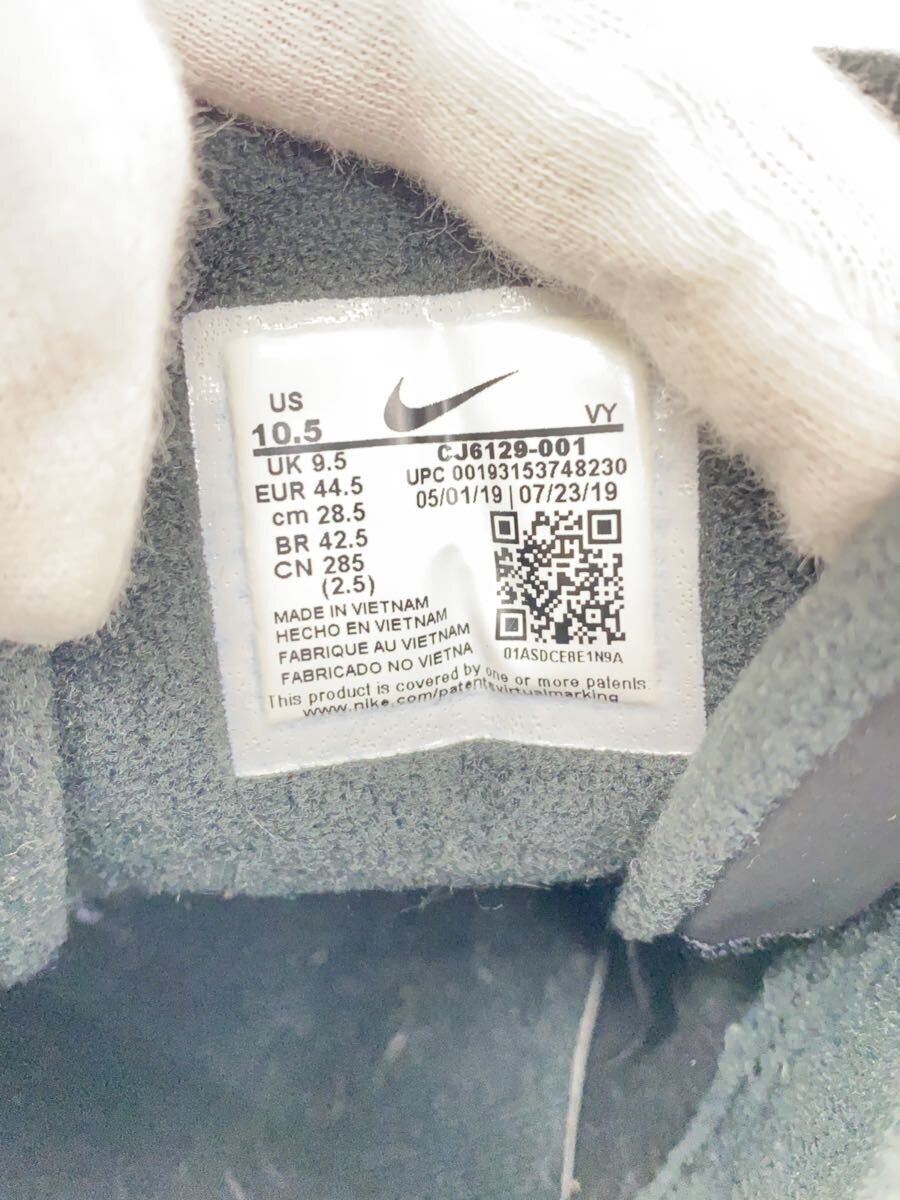 US
10.5
VY
UK 9.5
EUR 44.5
cm 28.5
BR 42.5
CN 285
(2.5)
CJ6129-001
UPC 00193153748230
05/01/19 | 07/23/19
01ASDCE8E1N9A
MADE IN VIETNAM
HECHO EN VIETNAM
FABRIQUE AU VIETNAM
FABRICADO NO VIETNA
This product is covered by one or more patents.
www.nike.com/patentsvirtualmarking